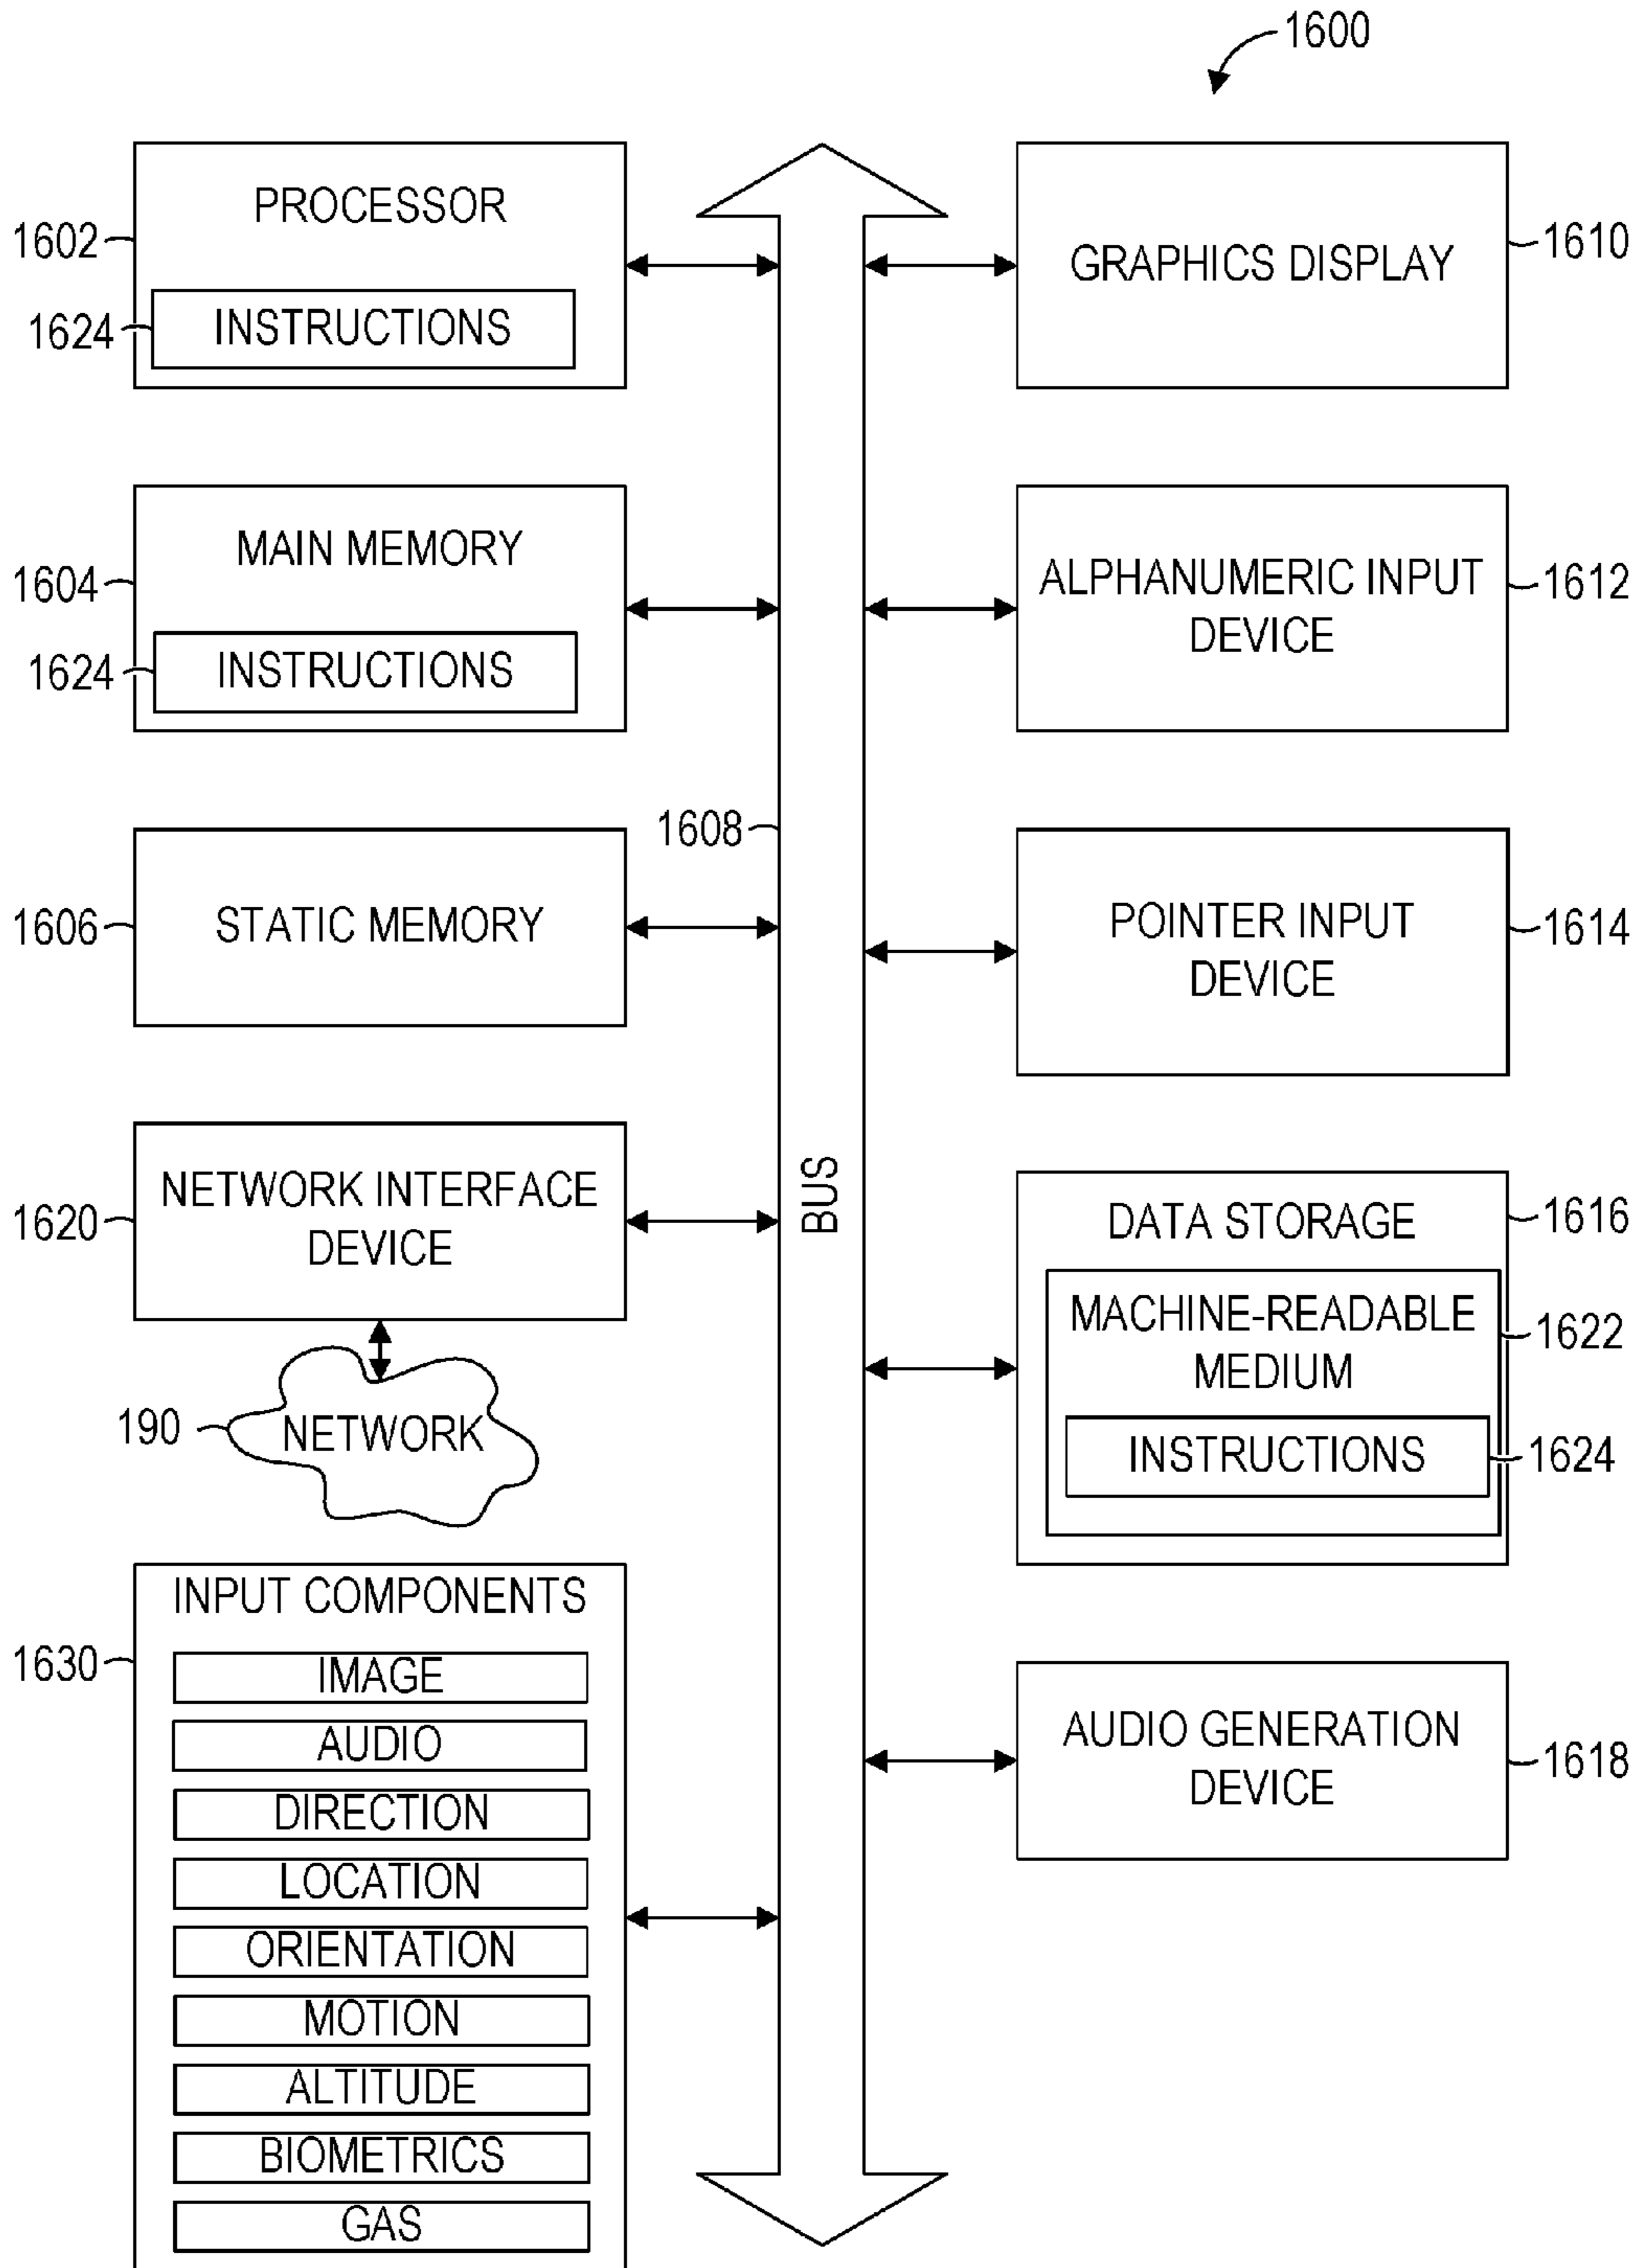 1600
PROCESSOR
1602
1624
INSTRUCTIONS
MAIN MEMORY
1604
1624
INSTRUCTIONS
1606
STATIC MEMORY
1608
BUS
NETWORK INTERFACE
DEVICE
1620
190
NETWORK
INPUT COMPONENTS
1630
IMAGE
AUDIO
DIRECTION
LOCATION
ORIENTATION
MOTION
ALTITUDE
BIOMETRICS
GAS
GRAPHICS DISPLAY
1610
ALPHANUMERIC INPUT
DEVICE
1612
POINTER INPUT
DEVICE
1614
DATA STORAGE
1616
MACHINE-READABLE
MEDIUM
1622
INSTRUCTIONS
1624
AUDIO GENERATION
DEVICE
1618